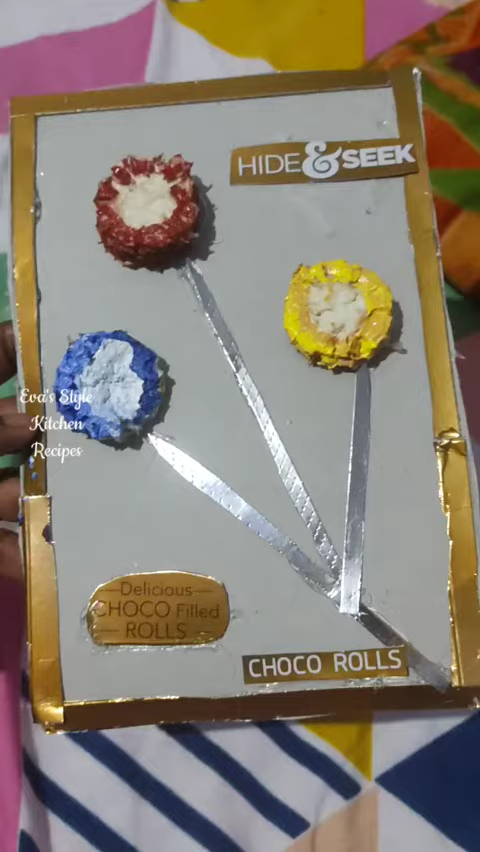 HIDE&SEEK
Eva's Style
Kitchen
Recipes
Delicious
CHOCO Filled
ROLLS
CHOCO ROLLS